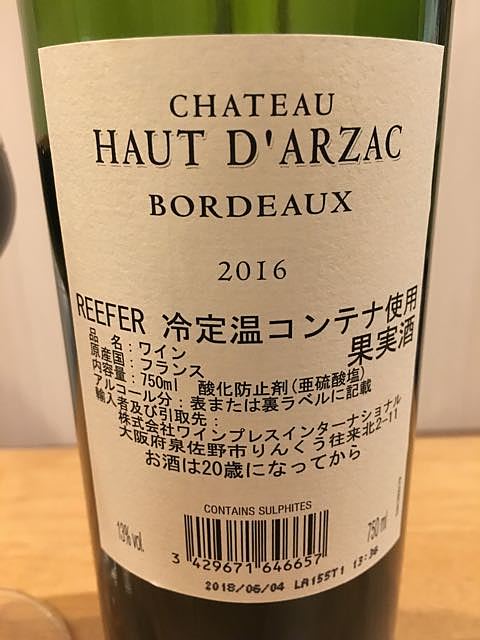 CHATEAU
HAUT D'ARZAC
BORDEAUX
2016
REEFER 冷定温コンテナ使用
果実酒
品 名:ワイン
原産国:フランス
内容量:750ml 酸化防止剤(亜硫酸塩)
アルコール分:表または裏ラベルに記載
輸入者及び引取先:
株式会社ワインプレスインターナショナル
大阪府泉佐野市りんくう往来北2-11
お酒は20歳になってから
CONTAINS SULPHITES
13% vol.
750 ml
3 429671 646657
2018/06/04 LA155T1 13:36